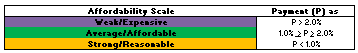 Affordability Scale Payment (P) as
Weak/Expensive P > 2.0%
Average/Affordable 1.0% > P > 2.0%
Strong/Reasonable P < 1.0%